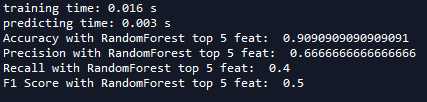 training time: 0.016 s
predicting time: 0.003 s
Accuracy with RandomForest top 5 feat:  0.9090909090909091
Precision with RandomForest top 5 feat:  0.6666666666666666
Recall with RandomForest top 5 feat:  0.4
F1 Score with RandomForest top 5 feat:  0.5